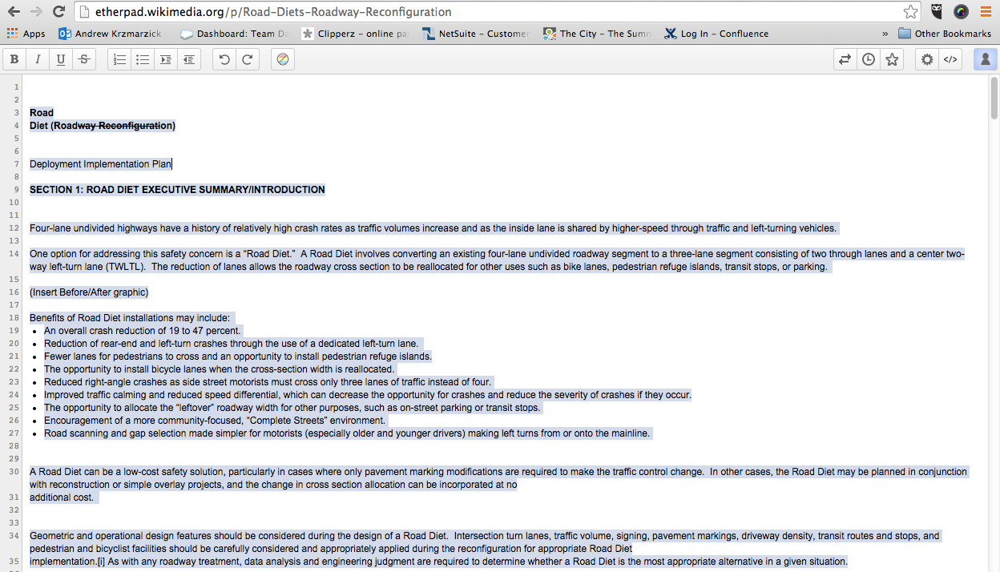 etherpad.wikimedia.org/p/Road-Diets-Roadway-Reconfiguration
Apps Andrew Krzmarzick Dashboard: Team Da Clipperz - online pa NetSuite - Customer The City - The Sum Log In - Confluence » Other Bookmarks
B I U S </>
1
2
3 Road
4 Diet (Roadway Reconfiguration)
5
6
7 Deployment Implementation Plan
8
9 SECTION 1: ROAD DIET EXECUTIVE SUMMARY/INTRODUCTION
10
11
12 Four-lane undivided highways have a history of relatively high crash rates as traffic volumes increase and as the inside lane is shared by higher-speed through traffic and left-turning vehicles.
13
14 One option for addressing this safety concern is a “Road Diet.”  A Road Diet involves converting an existing four-lane undivided roadway segment to a three-lane segment consisting of two through lanes and a center two-
way left-turn lane (TWLTL).  The reduction of lanes allows the roadway cross section to be reallocated for other uses such as bike lanes, pedestrian refuge islands, transit stops, or parking.
15
16 (Insert Before/After graphic)
17
18 Benefits of Road Diet installations may include:
19 • An overall crash reduction of 19 to 47 percent.
20 • Reduction of rear-end and left-turn crashes through the use of a dedicated left-turn lane.
21 • Fewer lanes for pedestrians to cross and an opportunity to install pedestrian refuge islands.
22 • The opportunity to install bicycle lanes when the cross-section width is reallocated.
23 • Reduced right-angle crashes as side street motorists must cross only three lanes of traffic instead of four.
24 • Improved traffic calming and reduced speed differential, which can decrease the opportunity for crashes and reduce the severity of crashes if they occur.
25 • The opportunity to allocate the “leftover” roadway width for other purposes, such as on-street parking or transit stops.
26 • Encouragement of a more community-focused, “Complete Streets” environment.
27 • Road scanning and gap selection made simpler for motorists (especially older and younger drivers) making left turns from or onto the mainline.
28
29
30 A Road Diet can be a low-cost safety solution, particularly in cases where only pavement marking modifications are required to make the traffic control change.  In other cases, the Road Diet may be planned in conjunction
with reconstruction or simple overlay projects, and the change in cross section allocation can be incorporated at no
31 additional cost.
32
33
34 Geometric and operational design features should be considered during the design of a Road Diet.  Intersection turn lanes, traffic volume, signing, pavement markings, driveway density, transit routes and stops, and
pedestrian and bicyclist facilities should be carefully considered and appropriately applied during the reconfiguration for appropriate Road Diet
35 implementation.[i] As with any roadway treatment, data analysis and engineering judgment are required to determine whether a Road Diet is the most appropriate alternative in a given situation.